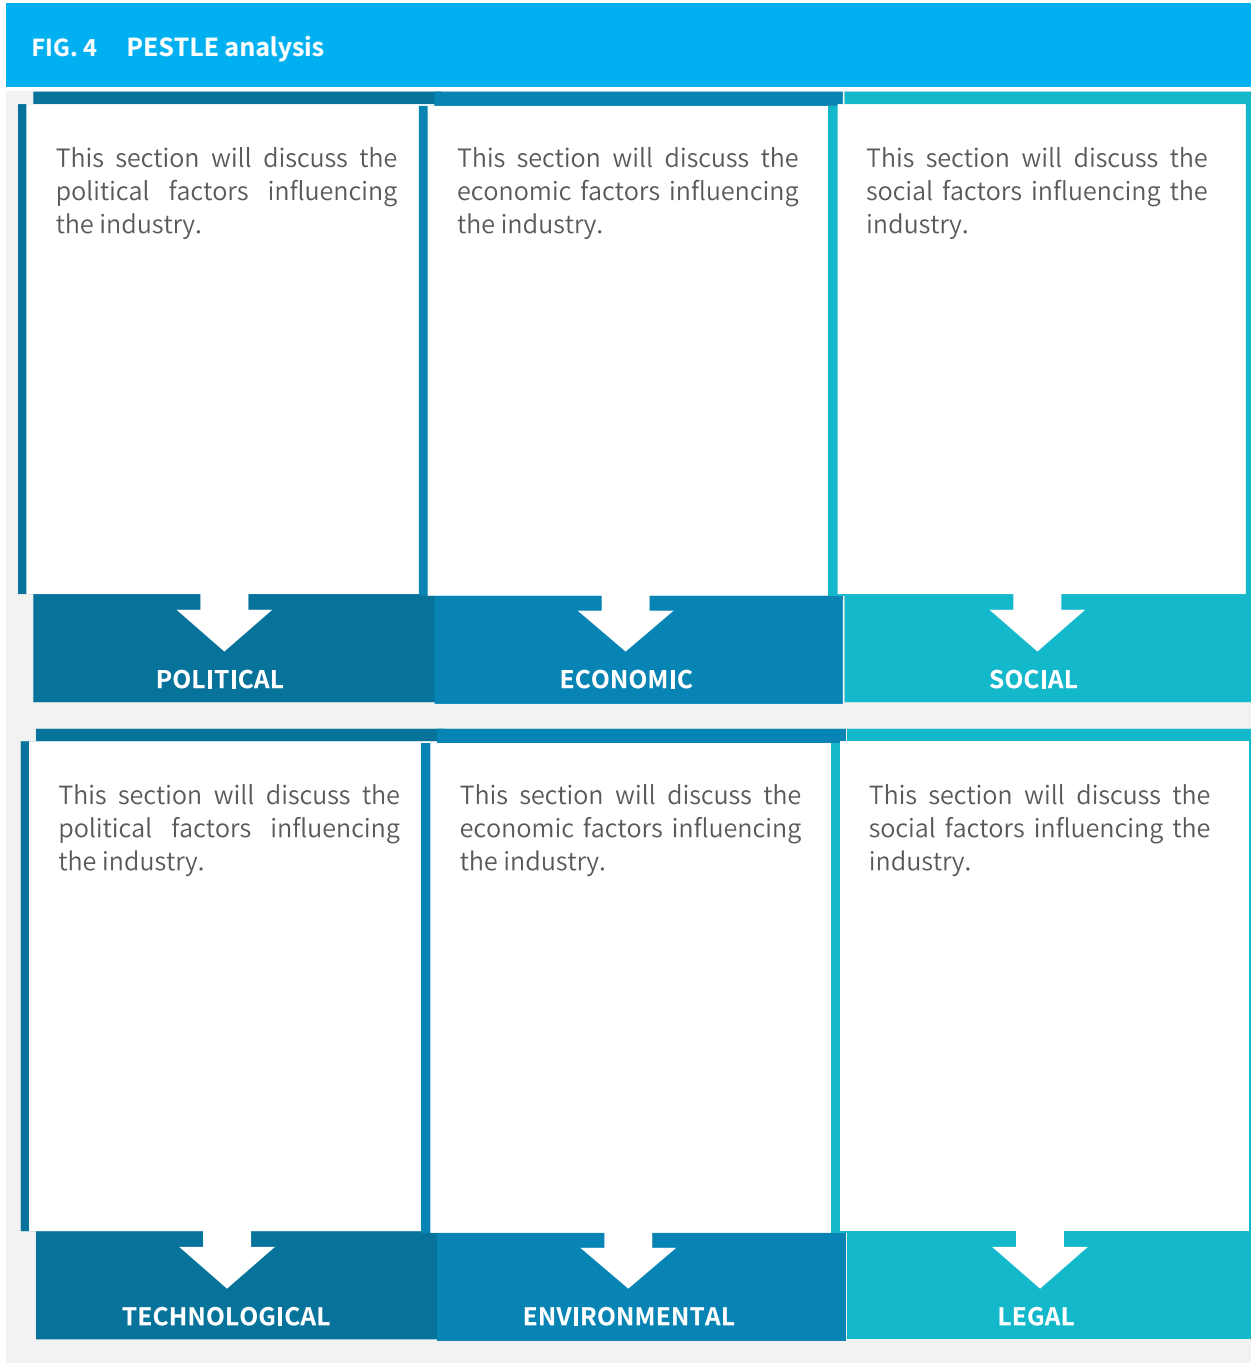 FIG. 4 PESTLE analysis
This section will discuss the
political factors influencing
the industry.
POLITICAL
This section will discuss the
economic factors influencing
the industry.
ECONOMIC
This section will discuss the
social factors influencing the
industry.
SOCIAL
This section will discuss the
political factors influencing
the industry.
TECHNOLOGICAL
This section will discuss the
economic factors influencing
the industry.
ENVIRONMENTAL
This section will discuss the
social factors influencing the
industry.
LEGAL